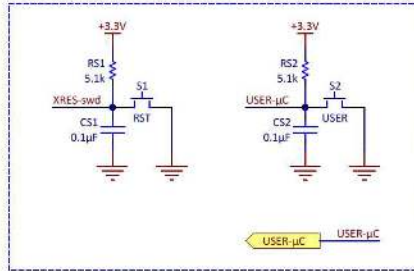 +3.3V
+3.3V
RS1
5.1k
RS2
5.1k
XRES-swd
S1
RST
USER-µC
S2
USER
CS1
0.1µF
CS2
0.1µF
USER-µC
USER-µC